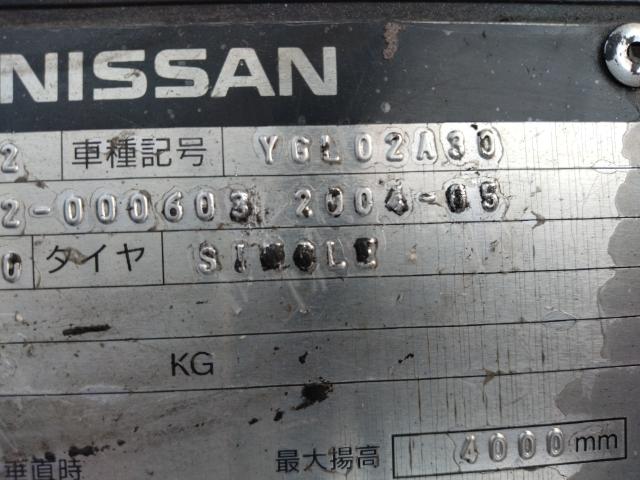 NISSAN
2 車種記号 YGL02A30
2-000603 2004-05
0 タイヤ SINGLE
KG
垂直時 最大揚高 4000mm